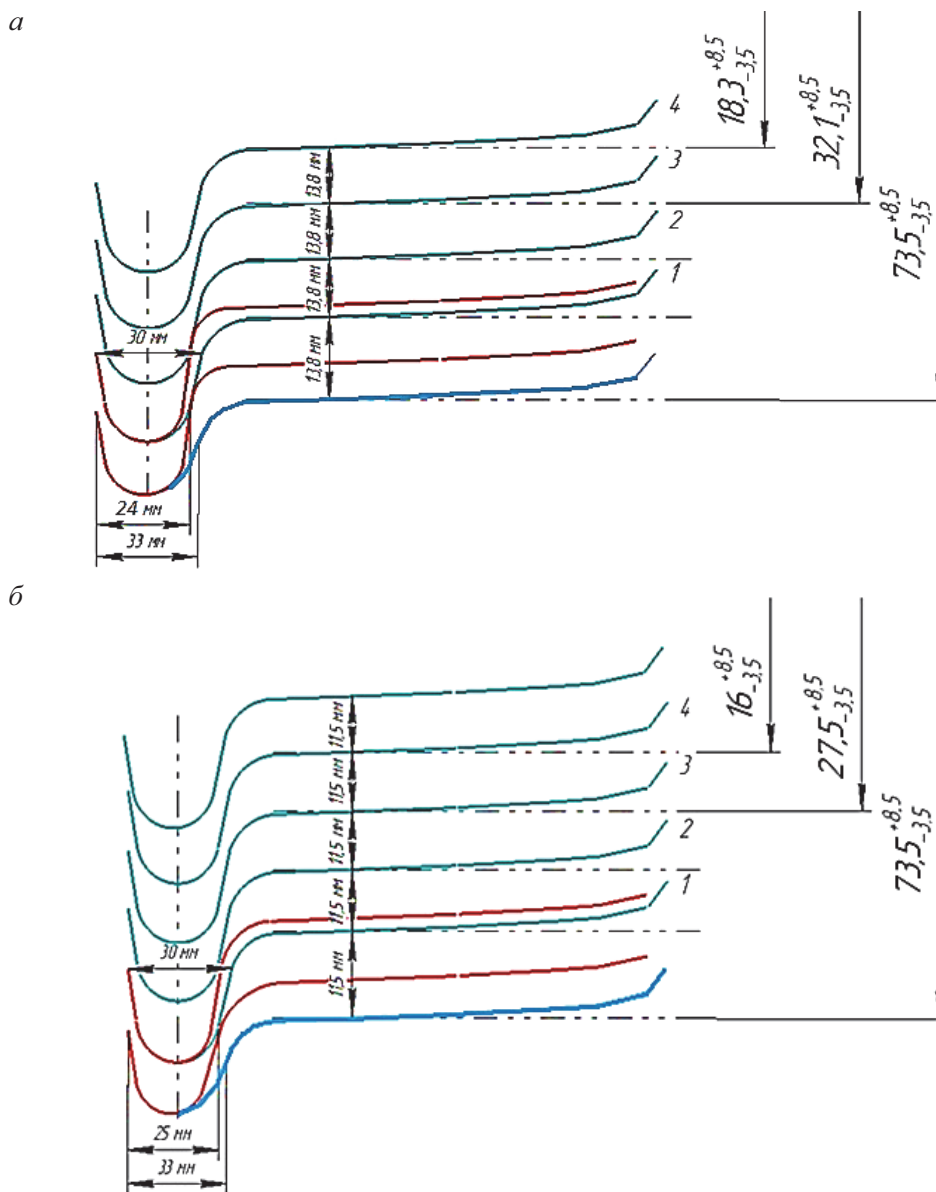 а
4
18,3 +8,5 −3,5
32,1 +8,5 −3,5
3
13,8 мм
73,5 +8,5 −3,5
2
13,8 мм
1
13,8 мм
30 мм
13,8 мм
24 мм
33 мм
б
16 +8,5 −3,5
27,5 +8,5 −3,5
4
11,5 мм
3
11,5 мм
73,5 +8,5 −3,5
2
11,5 мм
1
11,5 мм
30 мм
11,5 мм
25 мм
33 мм